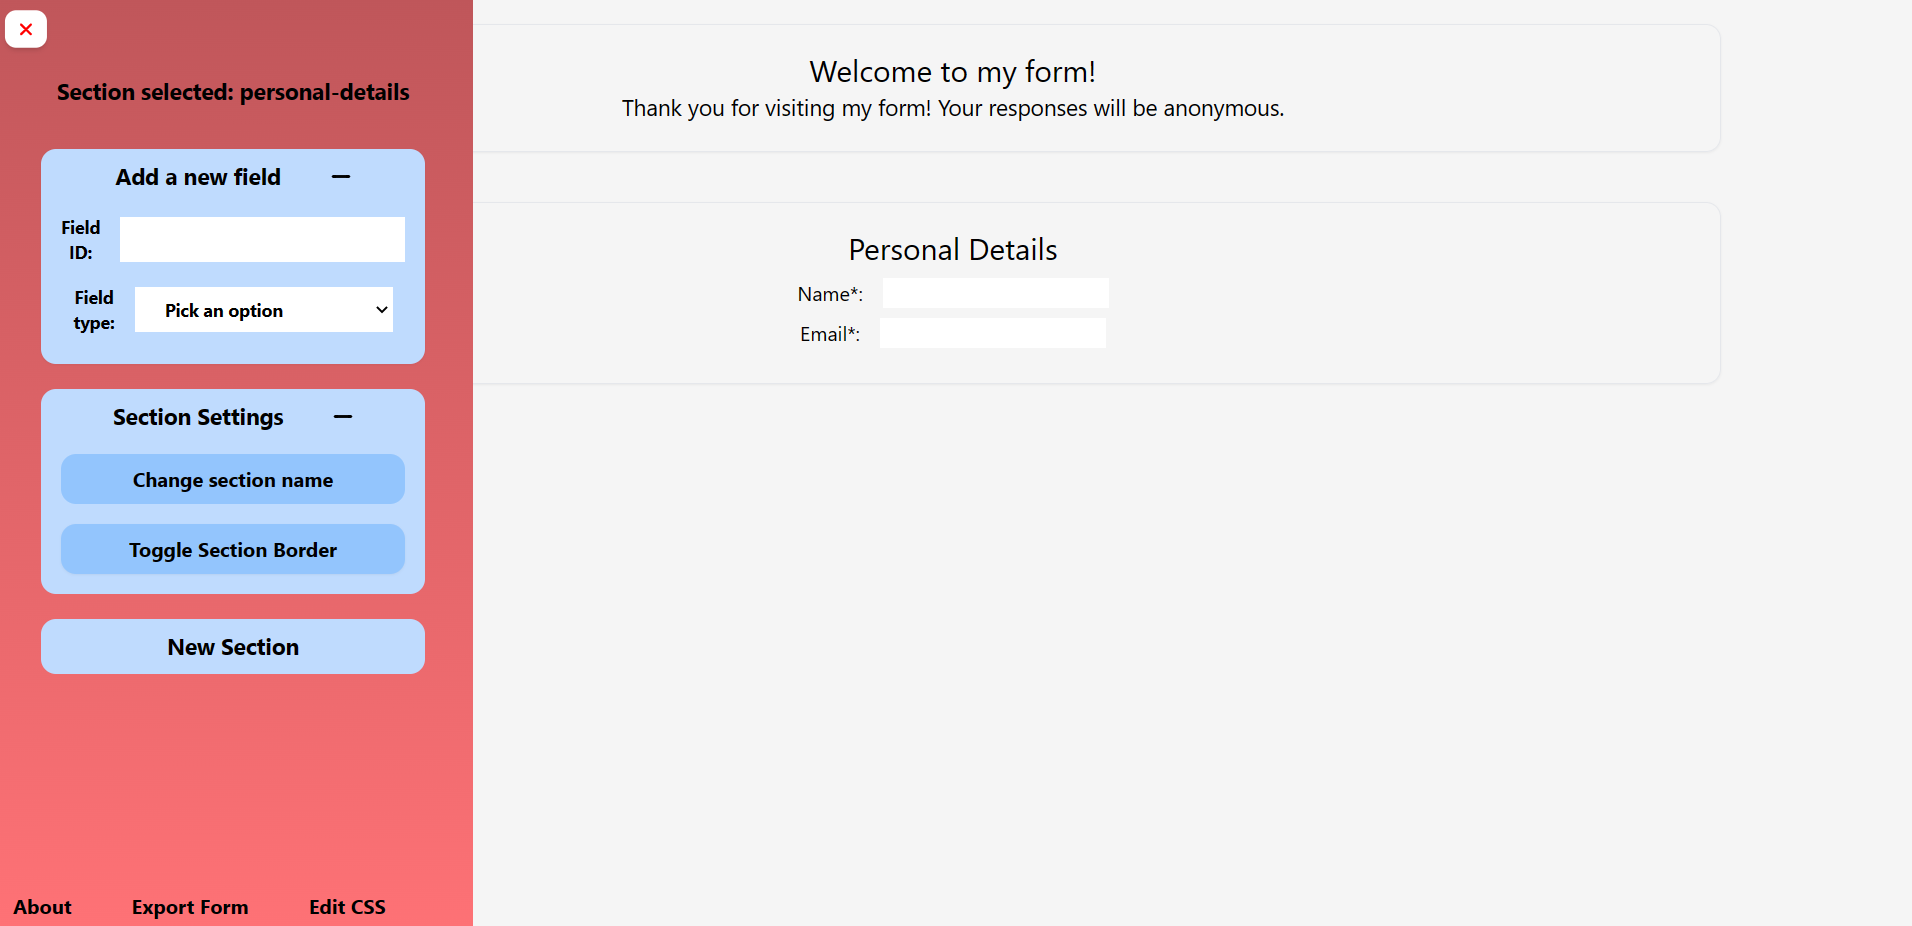 Section selected: personal-details
Add a new field
Field
ID:
Field
type:
Pick an option
Section Settings
Change section name
Toggle Section Border
New Section
About
Export Form
Edit CSS
Welcome to my form!
Thank you for visiting my form! Your responses will be anonymous.
Personal Details
Name*:
Email*: